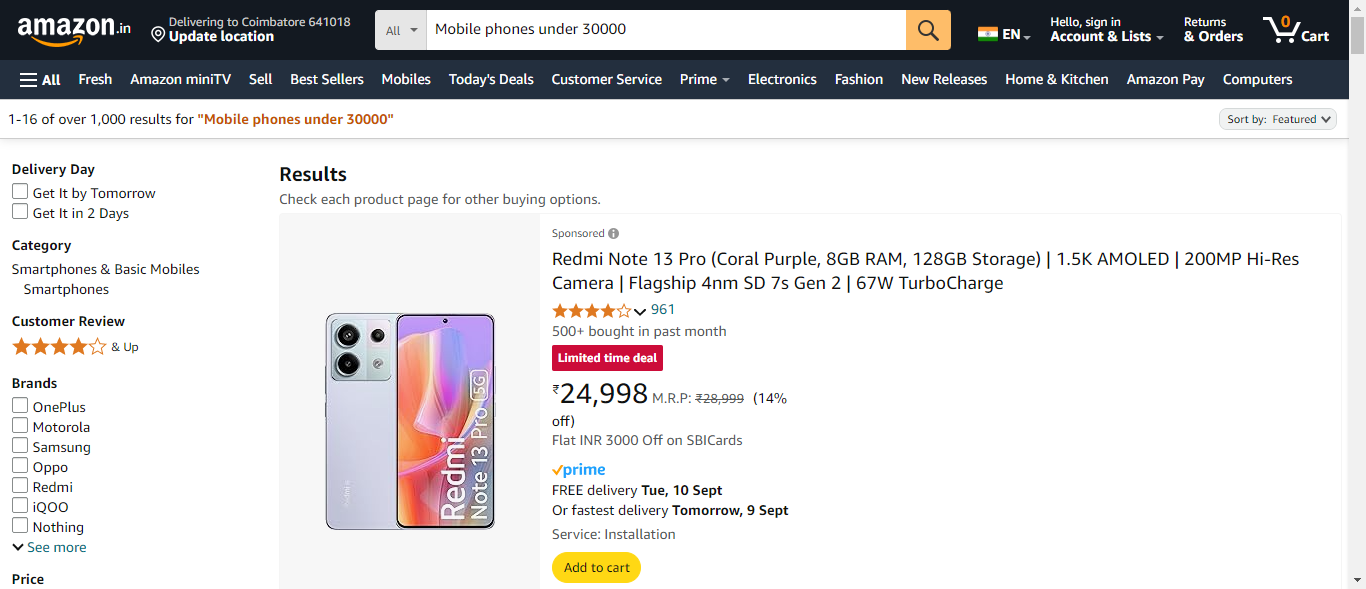 amazon.in
Delivering to Coimbatore 641018
Update location
All
Mobile phones under 30000
EN
Hello, sign in
Account & Lists
Returns
& Orders
0
Cart
All
Fresh
Amazon miniTV
Sell
Best Sellers
Mobiles
Today's Deals
Customer Service
Prime
Electronics
Fashion
New Releases
Home & Kitchen
Amazon Pay
Computers
1-16 of over 1,000 results for "Mobile phones under 30000"
Sort by: Featured
Delivery Day
Get It by Tomorrow
Get It in 2 Days
Category
Smartphones & Basic Mobiles
Smartphones
Customer Review
& Up
Brands
OnePlus
Motorola
Samsung
Oppo
Redmi
iQOO
Nothing
See more
Price
Results
Check each product page for other buying options.
Redmi
Redmi
Note 13 Pro 5G
Sponsored
Redmi Note 13 Pro (Coral Purple, 8GB RAM, 128GB Storage) | 1.5K AMOLED | 200MP Hi-Res
Camera | Flagship 4nm SD 7s Gen 2 | 67W TurboCharge
961
500+ bought in past month
Limited time deal
₹24,998 M.R.P: ₹28,999 (14%
off)
Flat INR 3000 Off on SBICards
prime
FREE delivery Tue, 10 Sept
Or fastest delivery Tomorrow, 9 Sept
Service: Installation
Add to cart